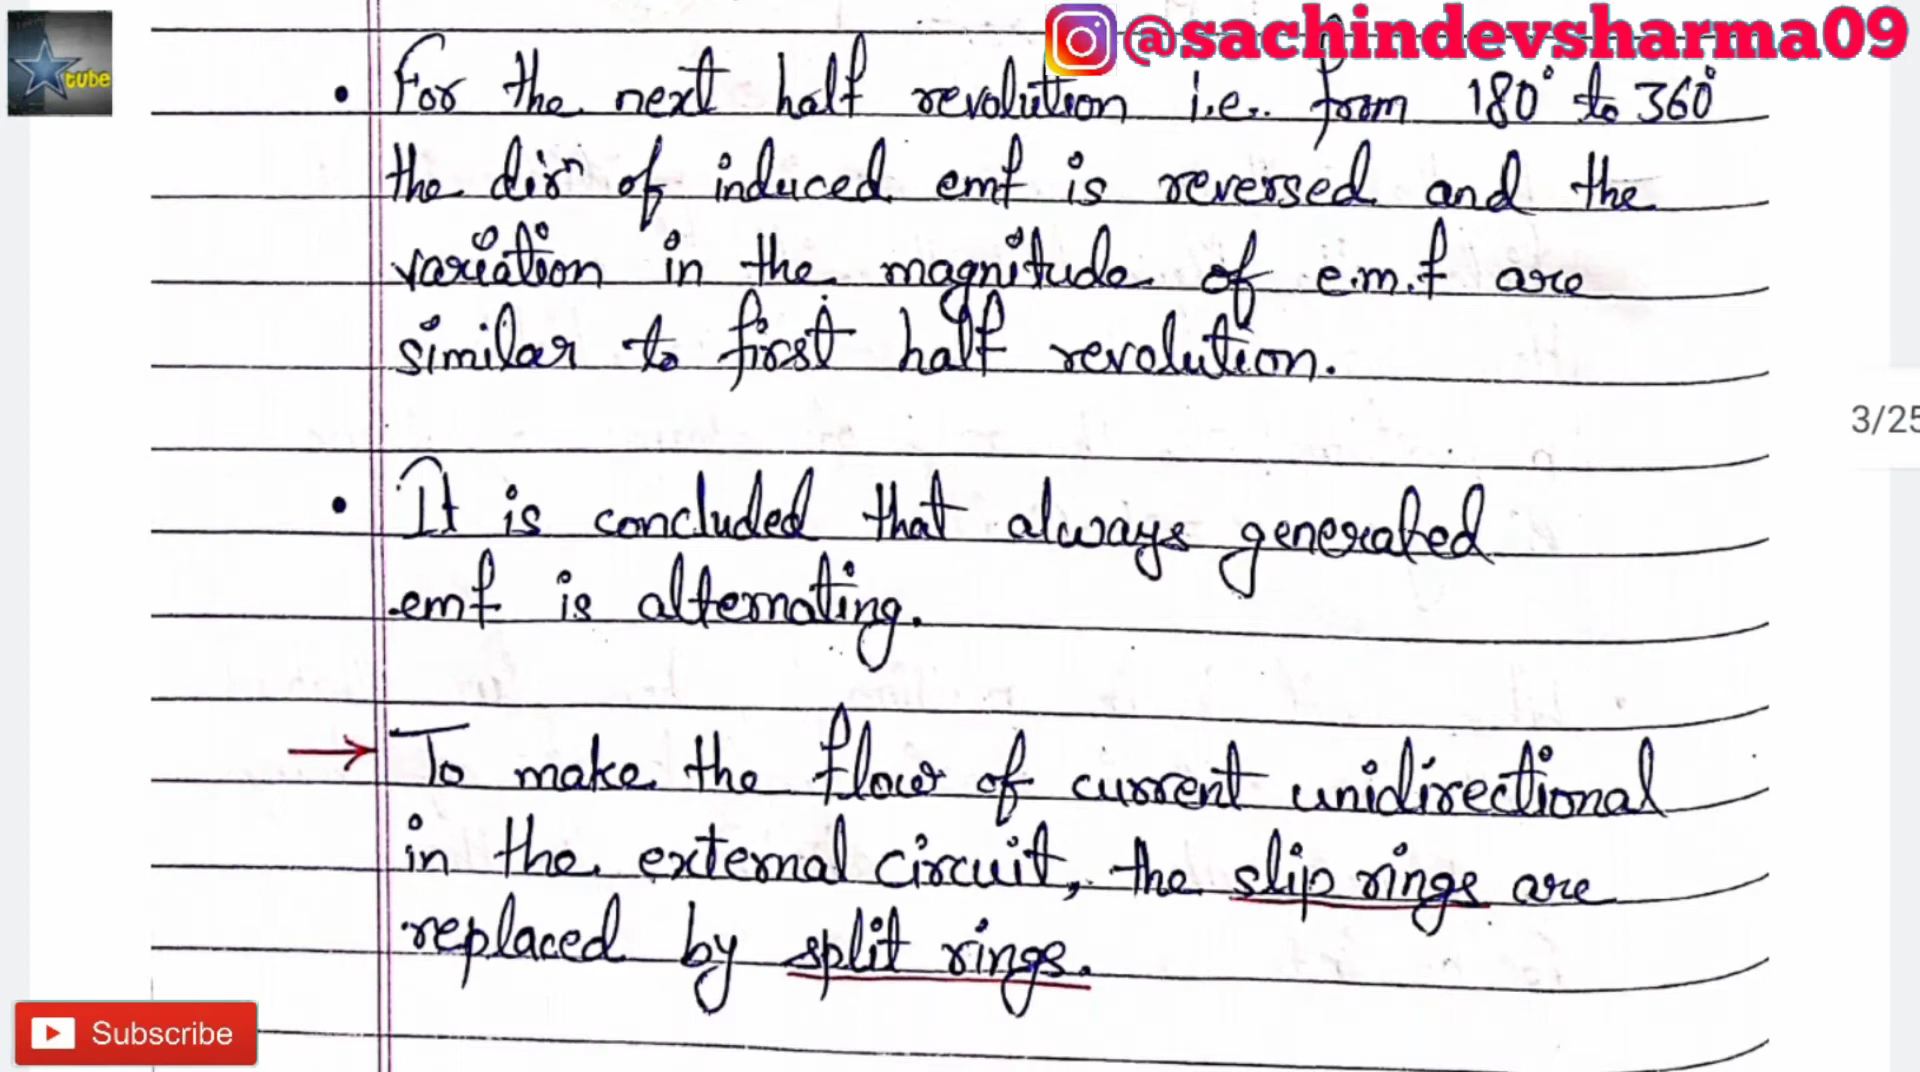 @sachindevsharma09
tube
• For the next half revolution i.e. from 180° to 360°
the dirⁿ of induced emf is reversed and the
variation in the magnitude of e.m.f are
similar to first half revolution.
3/25
• It is concluded that always generated
emf is alternating.
→ To make the flow of current unidirectional
in the external circuit, the slip rings are
replaced by split rings.
Subscribe